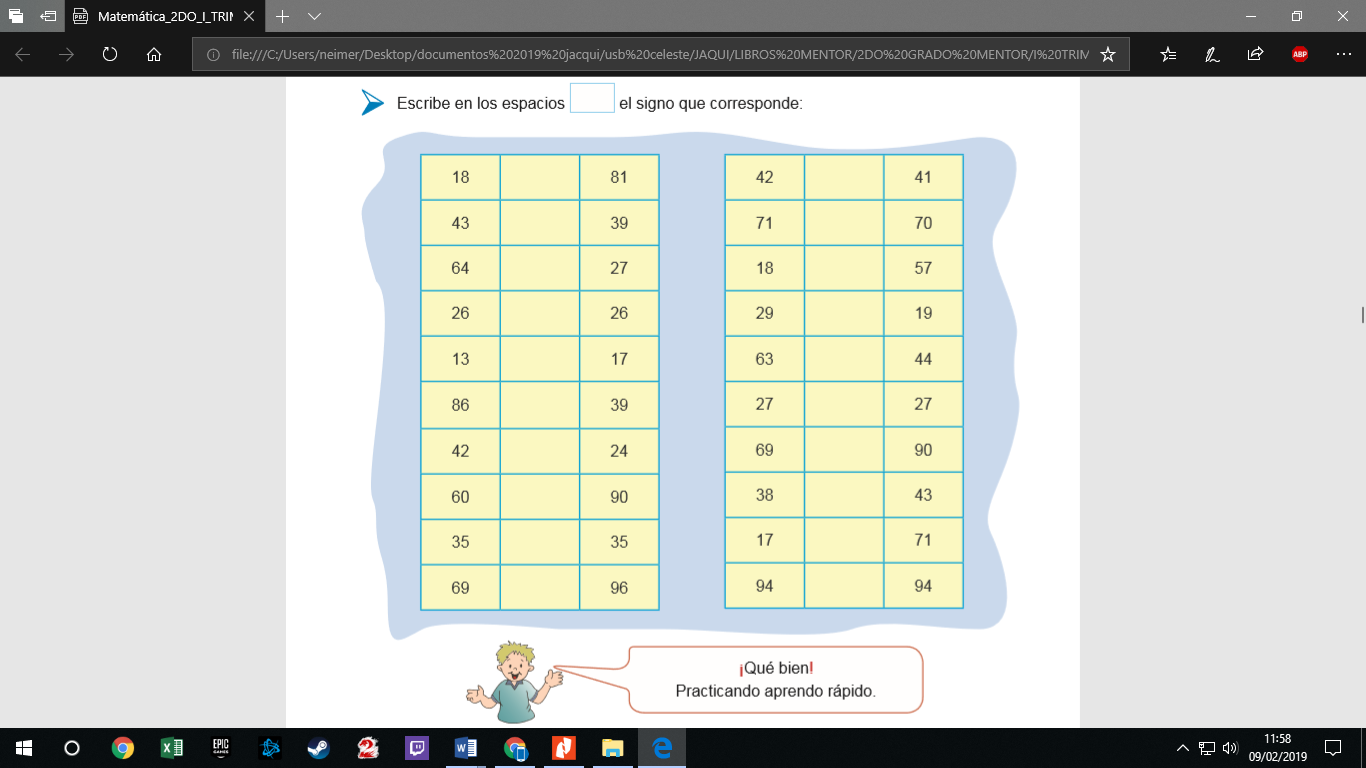 Matemática_2DO_I_TRIM
file:///C:/Users/neimer/Desktop/documentos%202019%20jacqui/usb%20celeste/JAQUI/LIBROS%20MENTOR/2DO%20GRADO%20MENTOR/I%20TRIM
ABP
Escribe en los espacios el signo que corresponde:
18 81
43 39
64 27
26 26
13 17
86 39
42 24
60 90
35 35
69 96
42 41
71 70
18 57
29 19
63 44
27 27
69 90
38 43
17 71
94 94
¡Qué bien!
Practicando aprendo rápido.
EPIC
GAMES
11:58
09/02/2019